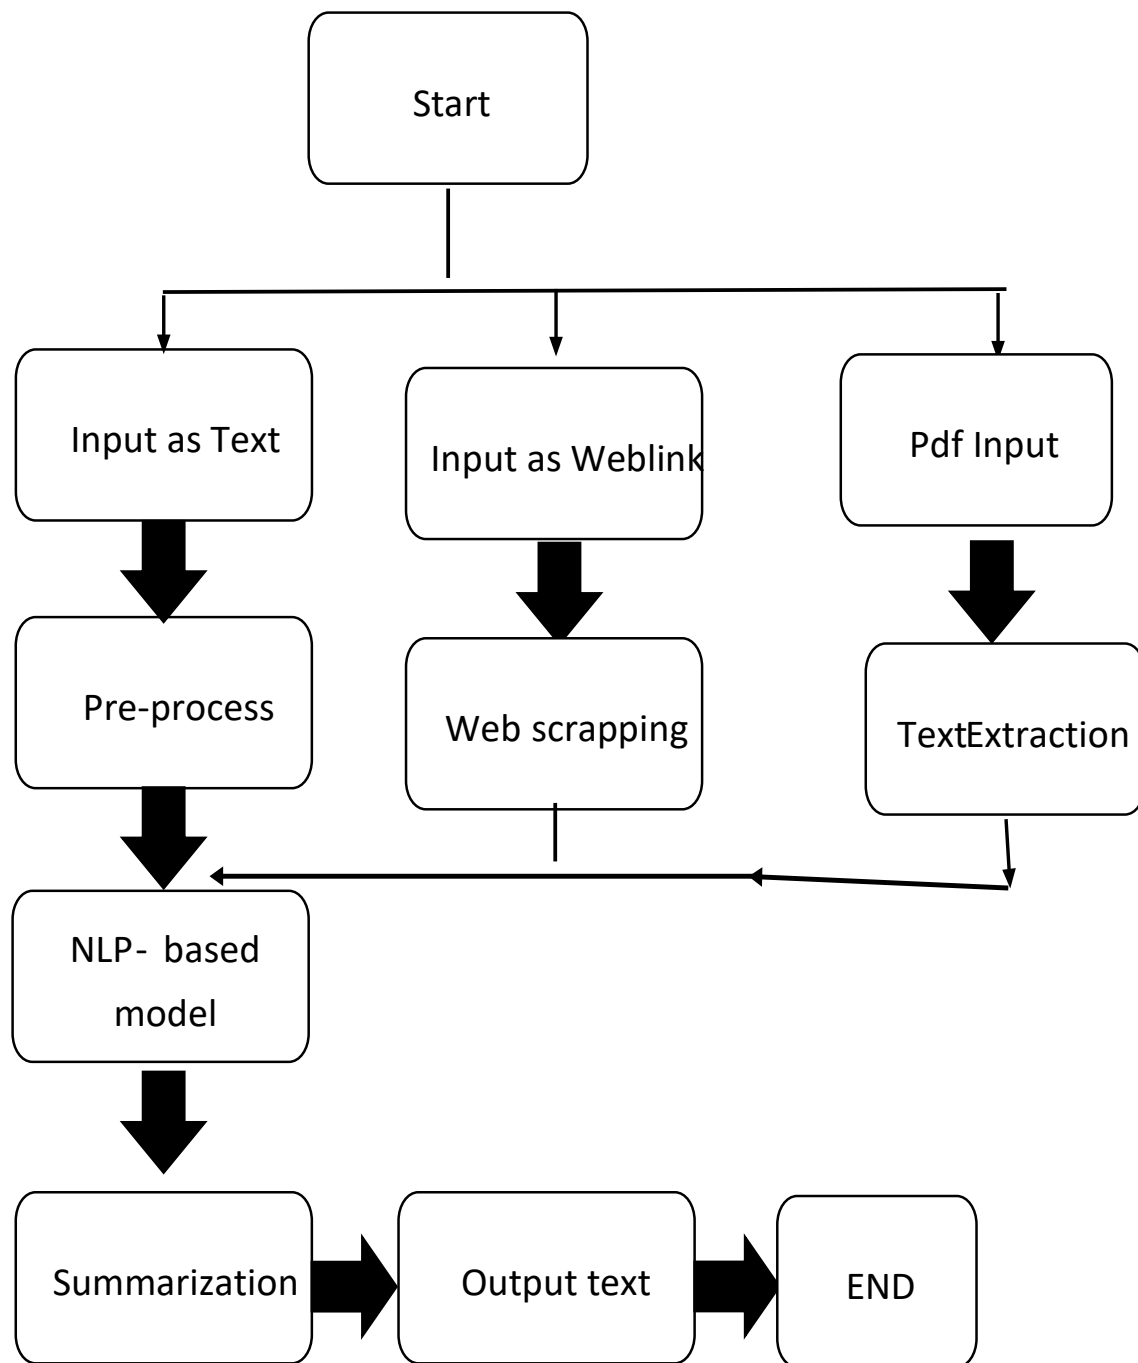 Start
Input as Text
Input as Weblink
Pdf Input
Pre-process
Web scrapping
TextExtraction
NLP- based
model
Summarization
Output text
END